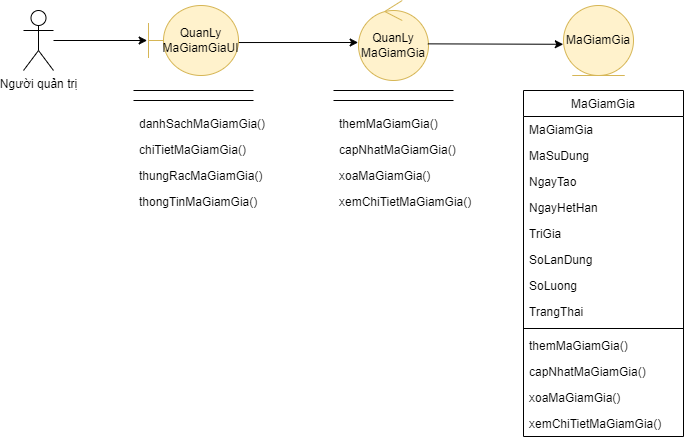 QuanLy
MaGiamGiaUI
QuanLy
MaGiamGia
MaGiamGia
Người quản trị
danhSachMaGiamGia()
chiTietMaGiamGia()
thungRacMaGiamGia()
thongTinMaGiamGia()
themMaGiamGia()
capNhatMaGiamGia()
xoaMaGiamGia()
xemChiTietMaGiamGia()
MaGiamGia
MaGiamGia
MaSuDung
NgayTao
NgayHetHan
TriGia
SoLanDung
SoLuong
TrangThai
themMaGiamGia()
capNhatMaGiamGia()
xoaMaGiamGia()
xemChiTietMaGiamGia()